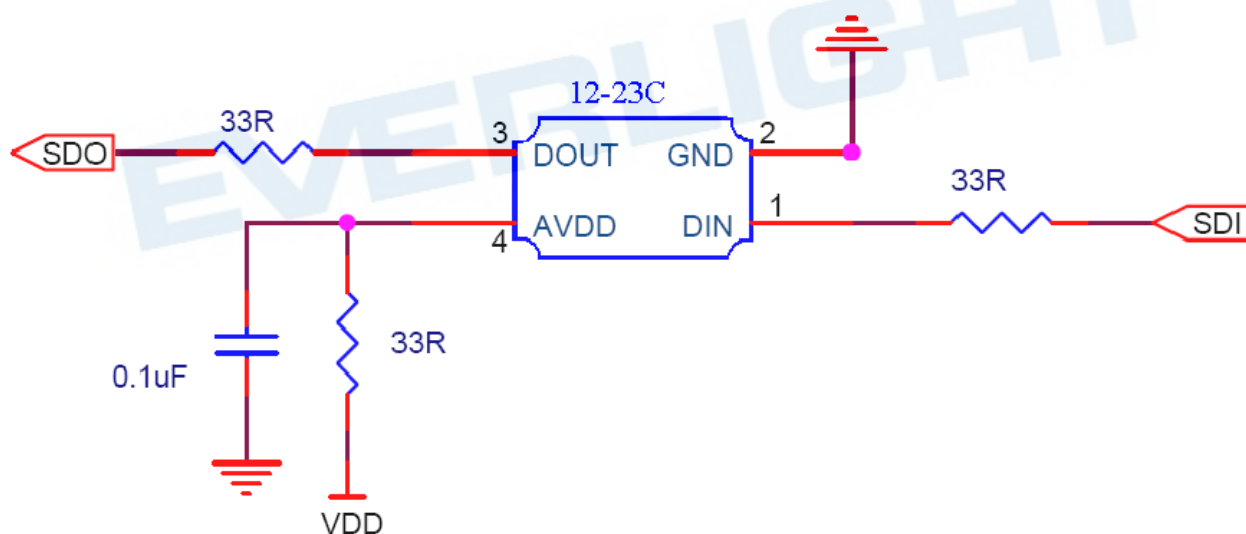 EVERLIGHT
12-23C
33R
SDO
3
DOUT
GND
2
33R
4
AVDD
DIN
1
SDI
33R
0.1uF
VDD